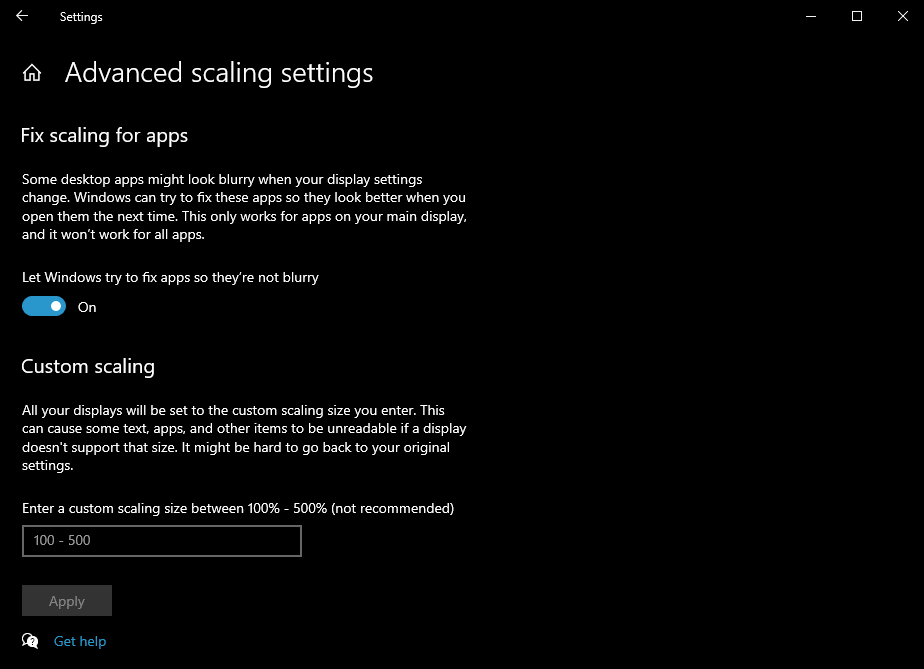 Settings
Advanced scaling settings
Fix scaling for apps
Some desktop apps might look blurry when your display settings
change. Windows can try to fix these apps so they look better when you
open them the next time. This only works for apps on your main display,
and it won’t work for all apps.
Let Windows try to fix apps so they’re not blurry
On
Custom scaling
All your displays will be set to the custom scaling size you enter. This
can cause some text, apps, and other items to be unreadable if a display
doesn't support that size. It might be hard to go back to your original
settings.
Enter a custom scaling size between 100% - 500% (not recommended)
100 - 500
Apply
Get help